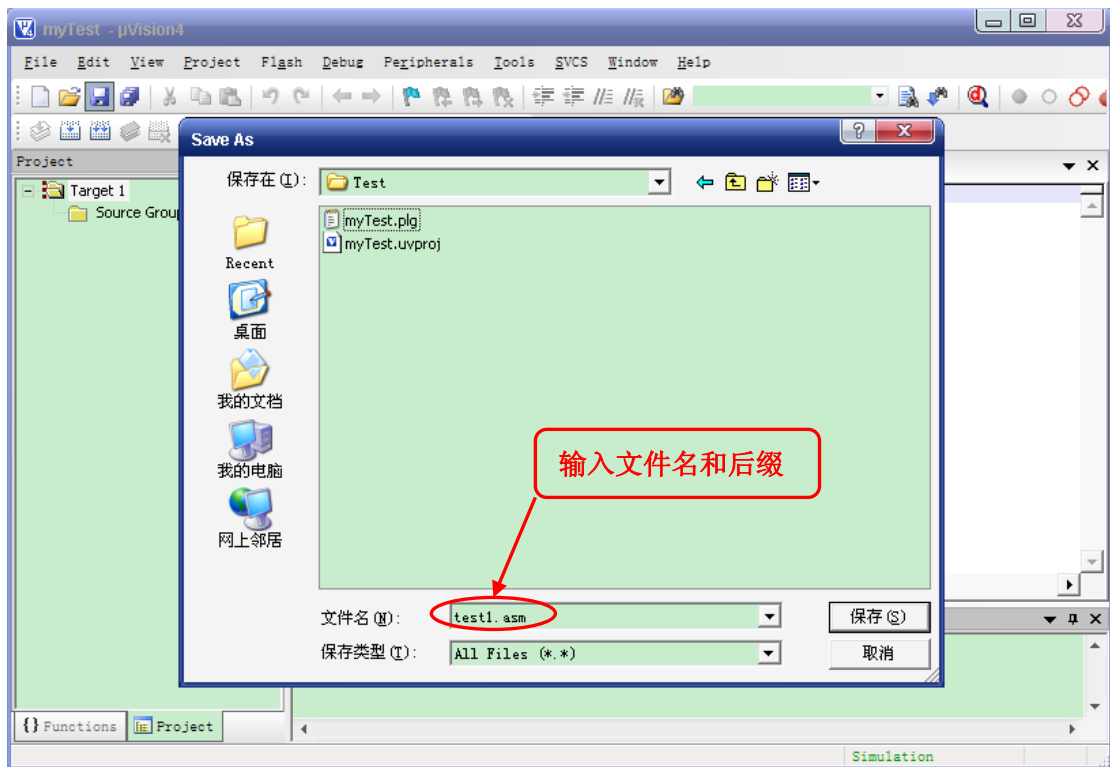 myTest - µVision4
File Edit View Project Flash Debug Peripherals Tools SVCS Window Help
Save As
Project
保存在(I):
Test
Target 1
Source Grou
myTest.plg
myTest.uvproj
Recent
桌面
我的文档
我的电脑
网上邻居
输入文件名和后缀
文件名(N):
test1.asm
保存(S)
保存类型(T):
All Files (*.*)
取消
{} Functions
Project
Simulation